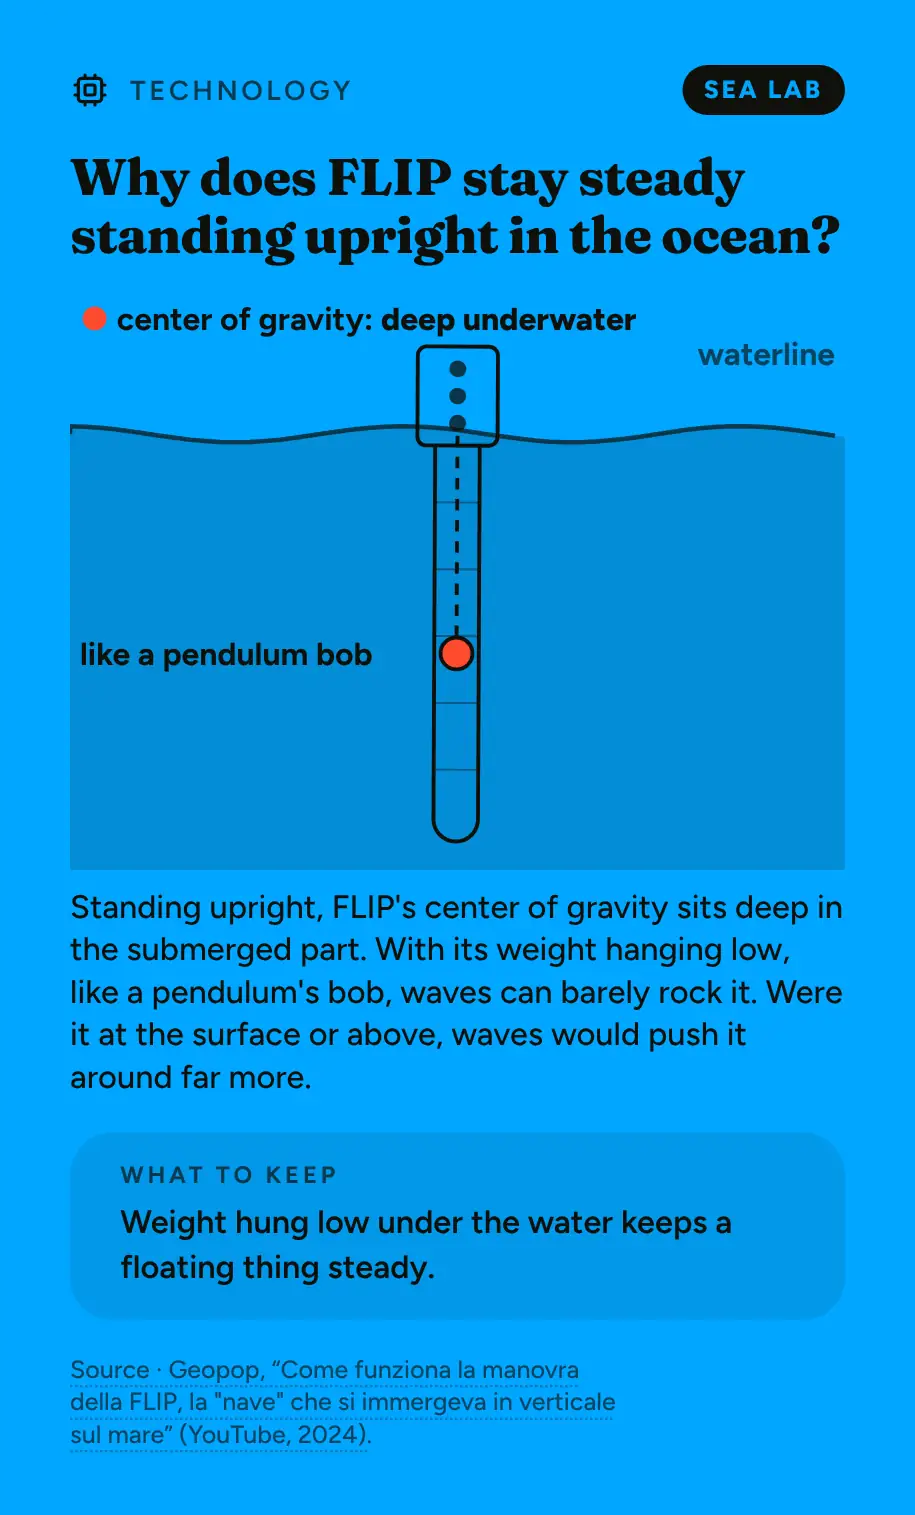 TECHNOLOGY
SEA LAB
Why does FLIP stay steady
standing upright in the ocean?
center of gravity: deep underwater
waterline
like a pendulum bob
Standing upright, FLIP's center of gravity sits deep in
the submerged part. With its weight hanging low,
like a pendulum's bob, waves can barely rock it. Were
it at the surface or above, waves would push it
around far more.
WHAT TO KEEP
Weight hung low under the water keeps a
floating thing steady.
Source · Geopop, “Come funziona la manovra
della FLIP, la "nave" che si immergeva in verticale
sul mare” (YouTube, 2024).